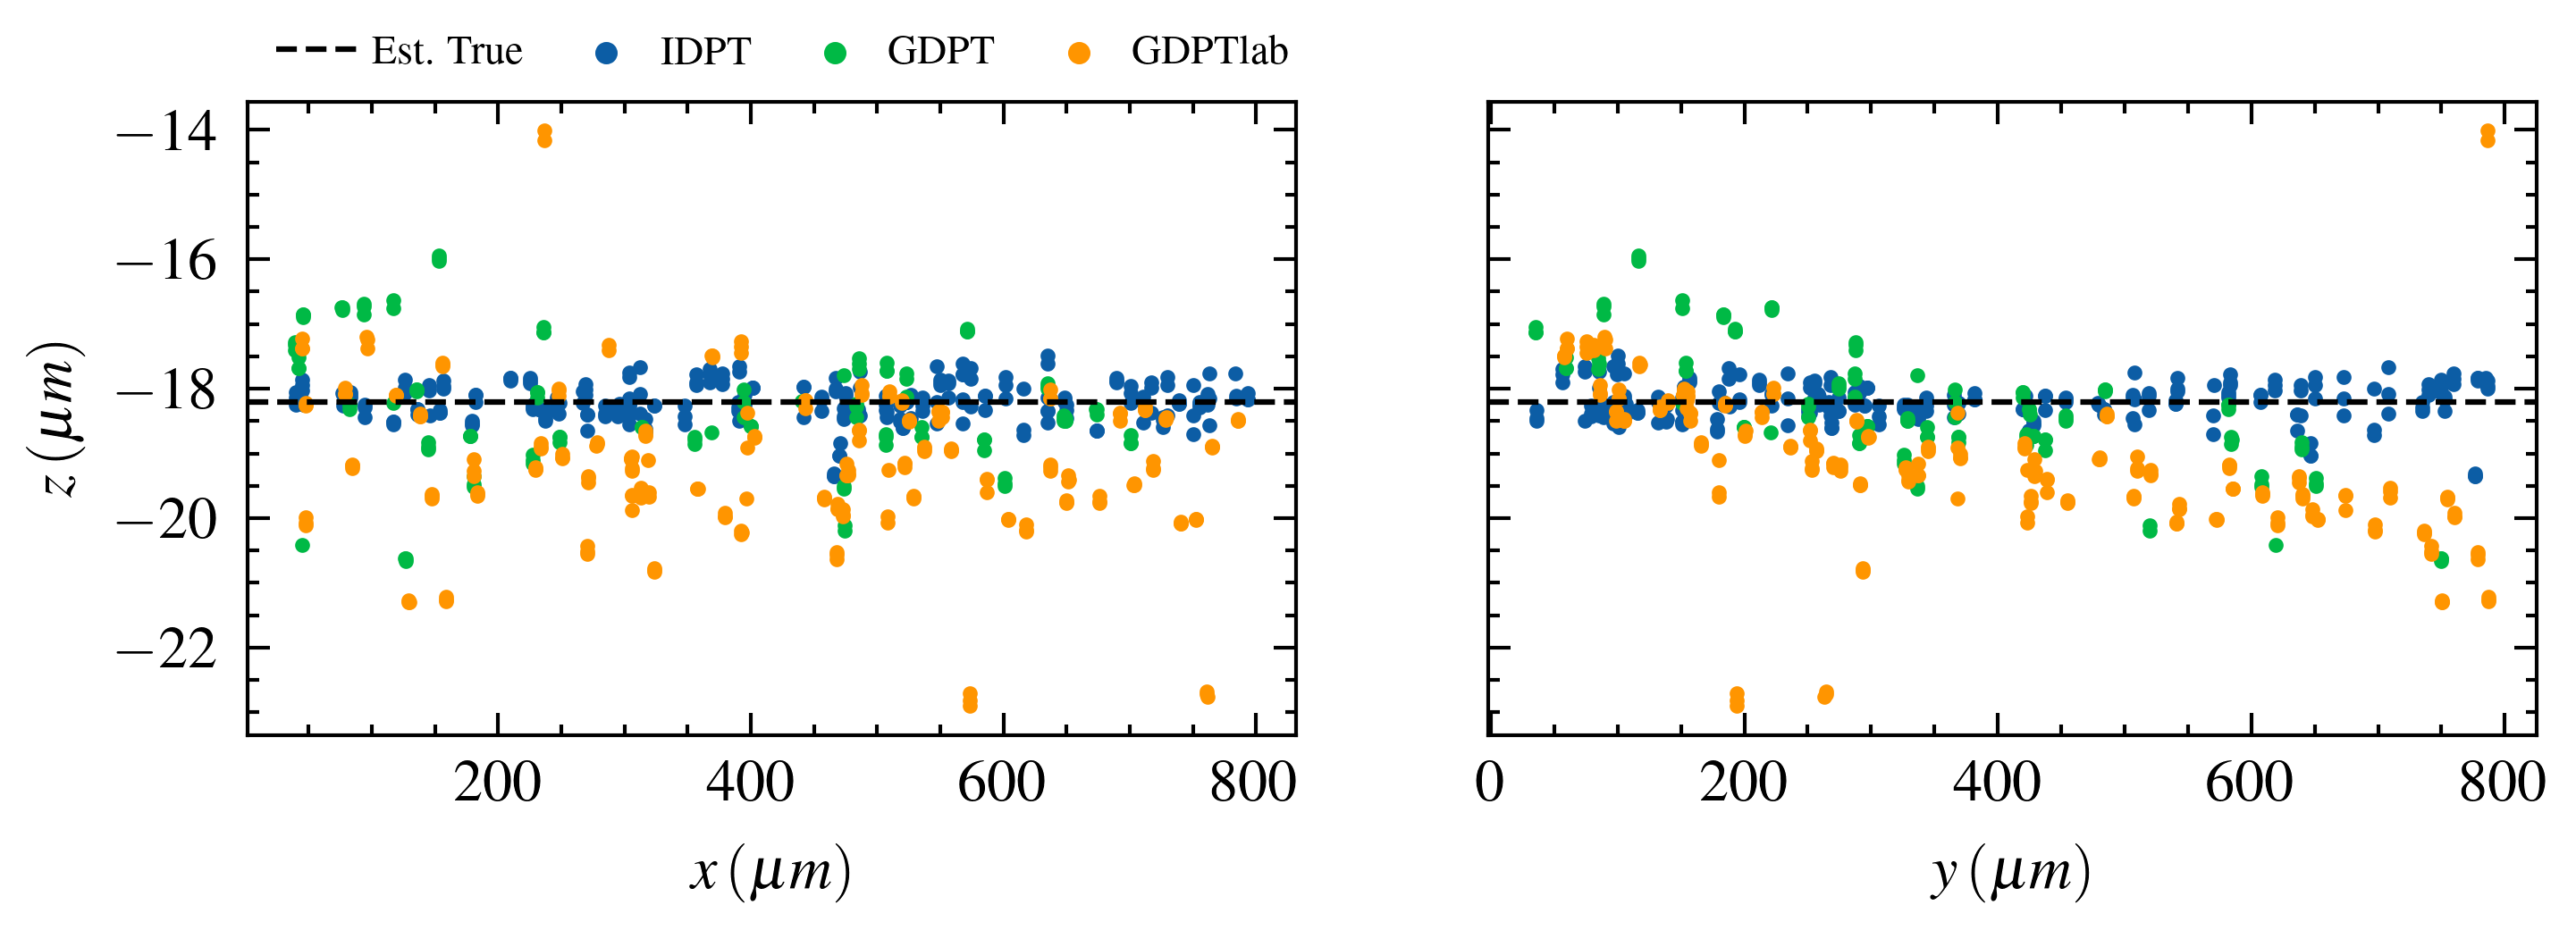 Est. True IDPT GDPT GDPTlab
−14
−16
−18
−20
−22
z (μm)
200 400 600 800
x (μm)
0 200 400 600 800
y (μm)